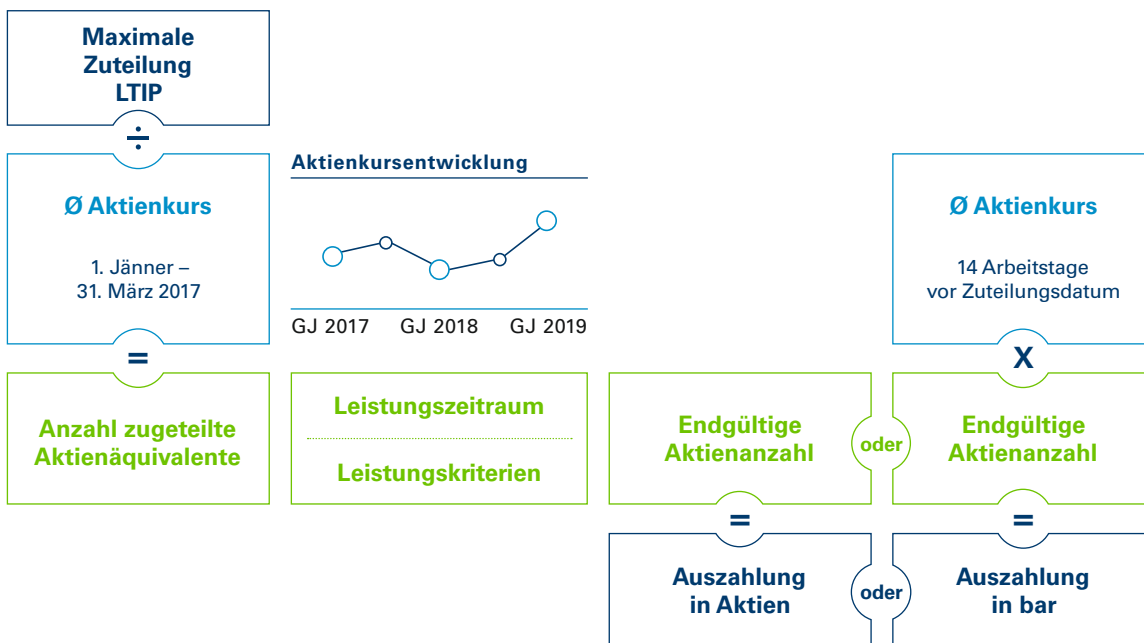 Maximale
Zuteilung
LTIP
÷
Ø Aktienkurs
1. Jänner –
31. März 2017
=
Anzahl zugeteilte
Aktienäquivalente
Aktienkursentwicklung
GJ 2017 GJ 2018 GJ 2019
Leistungszeitraum
Leistungskriterien
Endgültige
Aktienanzahl
=
Auszahlung
in Aktien
oder
oder
Ø Aktienkurs
14 Arbeitstage
vor Zuteilungsdatum
X
Endgültige
Aktienanzahl
=
Auszahlung
in bar